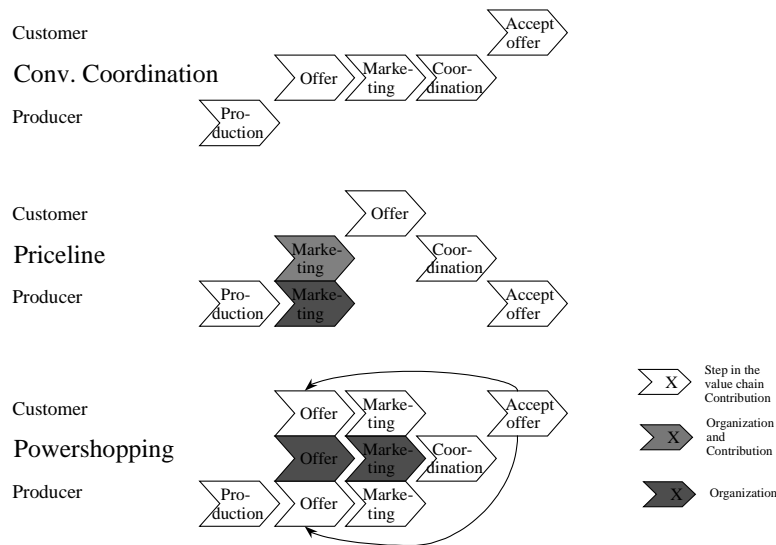 Customer
Accept
offer
Conv. Coordination
Offer
Marke-
ting
Coor-
dination
Producer
Pro-
duction
Customer
Offer
Priceline
Marke-
ting
Coor-
dination
Producer
Pro-
duction
Marke-
ting
Accept
offer
Customer
Offer
Marke-
ting
Accept
offer
Powershopping
Offer
Marke-
ting
Coor-
dination
Producer
Pro-
duction
Offer
Marke-
ting
X
Step in the
value chain
Contribution
X
Organization
and
Contribution
X
Organization